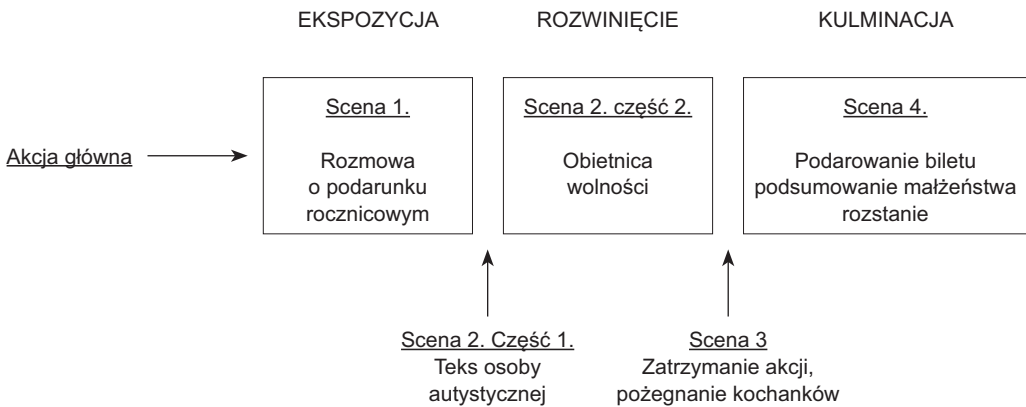 EKSPOZYCJA ROZWINIĘCIE KULMINACJA
Scena 1.
Rozmowa
o podarunku
rocznicowym
Scena 2. część 2.
Obietnica
wolności
Scena 4.
Podarowanie biletu
podsumowanie małżeństwa
rozstanie
Akcja główna
Scena 2. Część 1.
Teks osoby
autystycznej
Scena 3
Zatrzymanie akcji,
pożegnanie kochanków